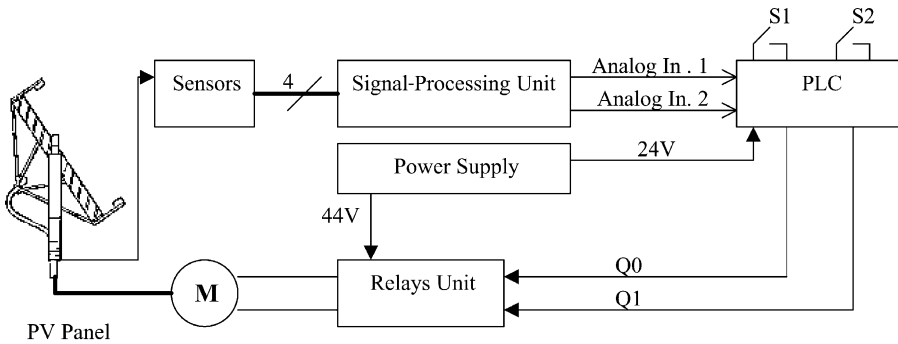 S1
S2
Sensors
4
Signal-Processing Unit
Analog In . 1
Analog In. 2
PLC
Power Supply
24V
44V
Relays Unit
Q0
Q1
M
PV Panel